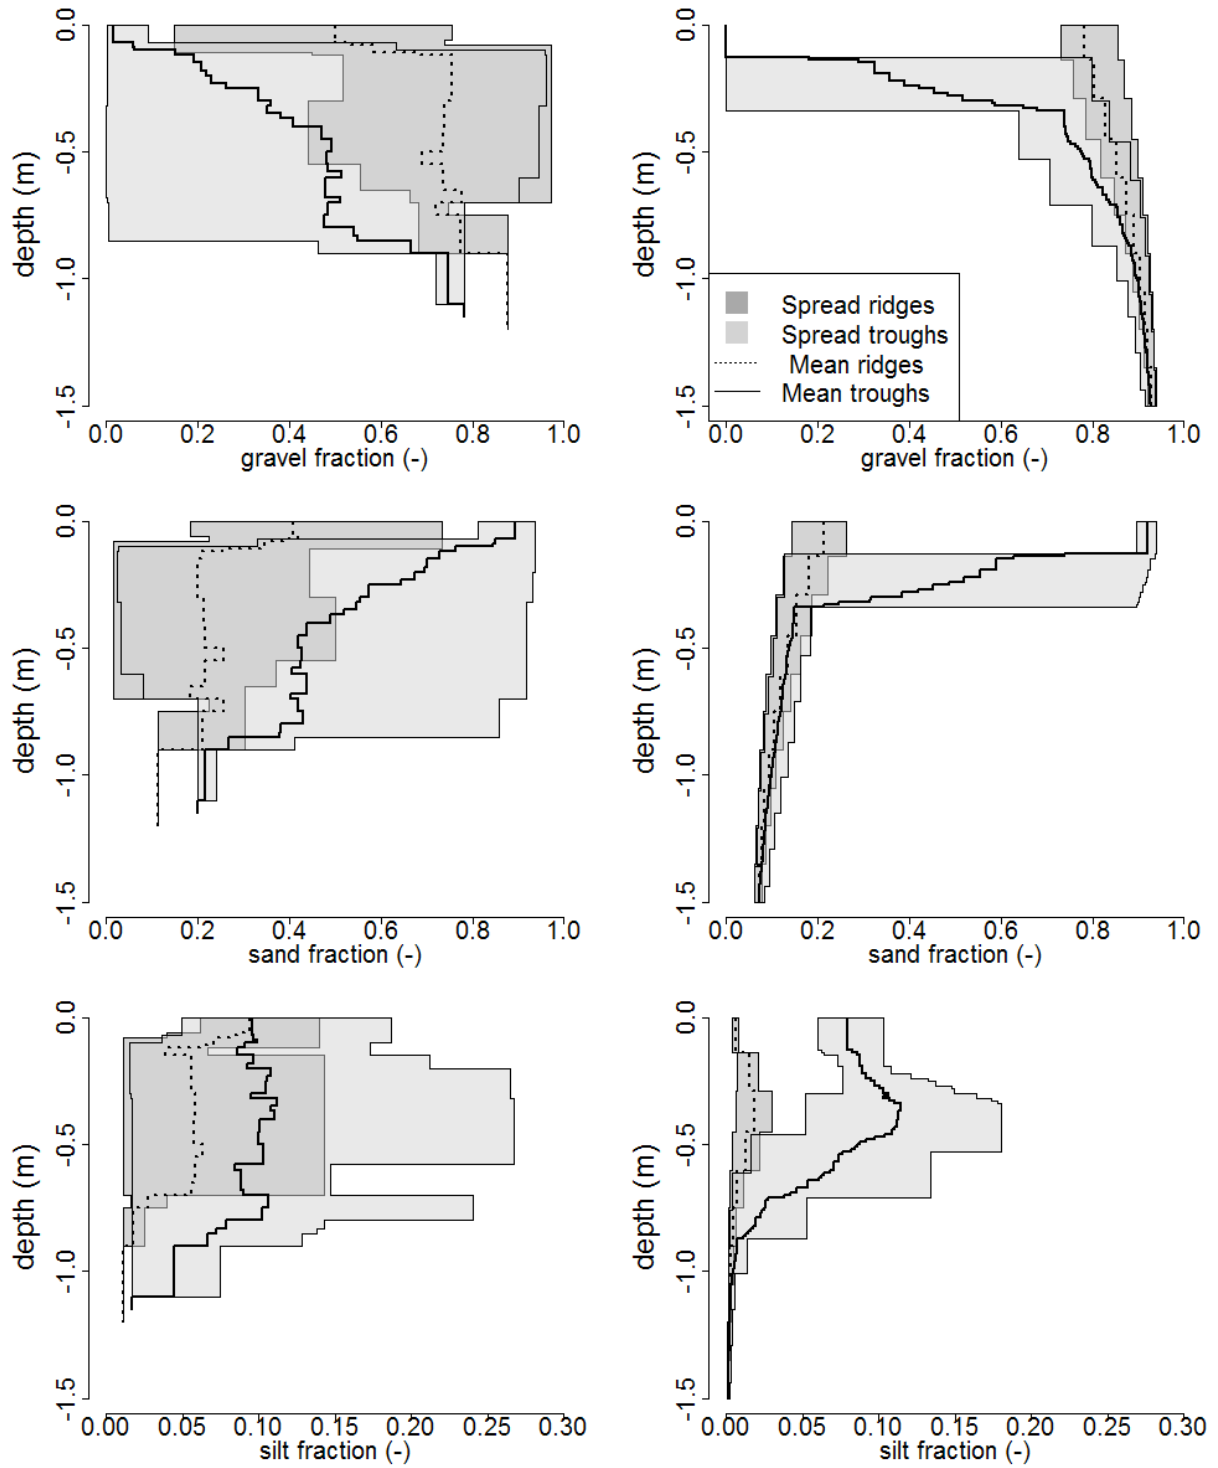 0.0
-0.5
-1.0
-1.5
depth (m)
0.0 0.2 0.4 0.6 0.8 1.0
gravel fraction (-)
0.0
-0.5
-1.0
-1.5
depth (m)
Spread ridges
Spread troughs
Mean ridges
Mean troughs
0.0 0.2 0.4 0.6 0.8 1.0
gravel fraction (-)
0.0
-0.5
-1.0
-1.5
depth (m)
0.0 0.2 0.4 0.6 0.8 1.0
sand fraction (-)
0.0
-0.5
-1.0
-1.5
depth (m)
0.0 0.2 0.4 0.6 0.8 1.0
sand fraction (-)
0.0
-0.5
-1.0
-1.5
depth (m)
0.00 0.05 0.10 0.15 0.20 0.25 0.30
silt fraction (-)
0.0
-0.5
-1.0
-1.5
depth (m)
0.00 0.05 0.10 0.15 0.20 0.25 0.30
silt fraction (-)